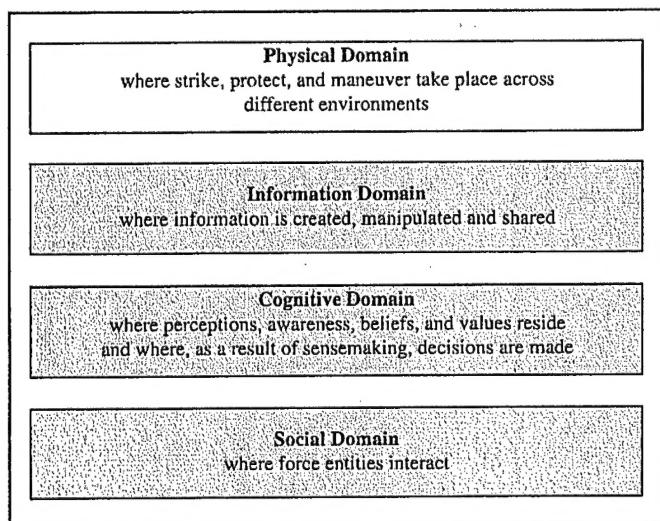 Physical Domain
where strike, protect, and maneuver take place across
different environments
Information Domain
where information is created, manipulated and shared
Cognitive Domain
where perceptions, awareness, beliefs, and values reside
and where, as a result of sensemaking, decisions are made
Social Domain
where force entities interact